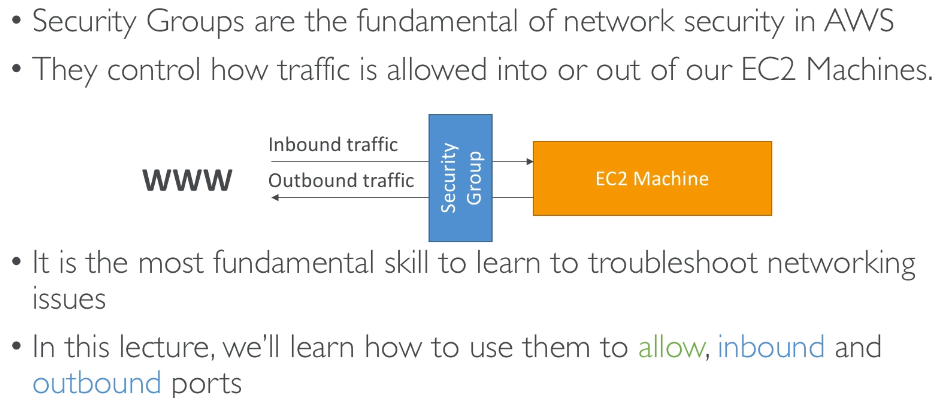 • Security Groups are the fundamental of network security in AWS
• They control how traffic is allowed into or out of our EC2 Machines.
Inbound traffic
WWW
Outbound traffic
Security
Group
EC2 Machine
• It is the most fundamental skill to learn to troubleshoot networking
issues
• In this lecture, we'll learn how to use them to allow, inbound and
outbound ports